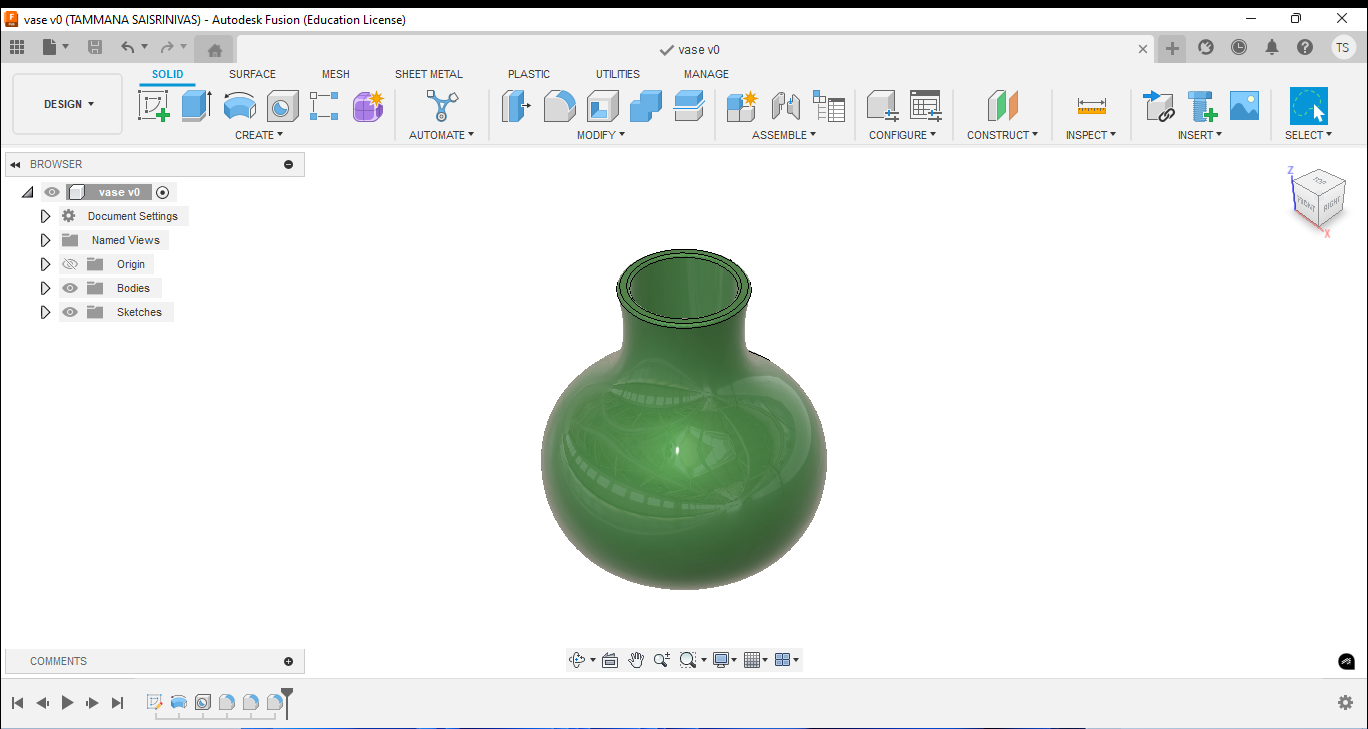 vase v0 (TAMMANA SAISRINIVAS) - Autodesk Fusion (Education License)
vase v0
TS
SOLID SURFACE MESH SHEET METAL PLASTIC UTILITIES MANAGE
DESIGN
CREATE AUTOMATE MODIFY ASSEMBLE CONFIGURE CONSTRUCT INSPECT INSERT SELECT
BROWSER
vase v0
Document Settings
Named Views
Origin
Bodies
Sketches
Z
TOP
FRONT RIGHT
X
COMMENTS